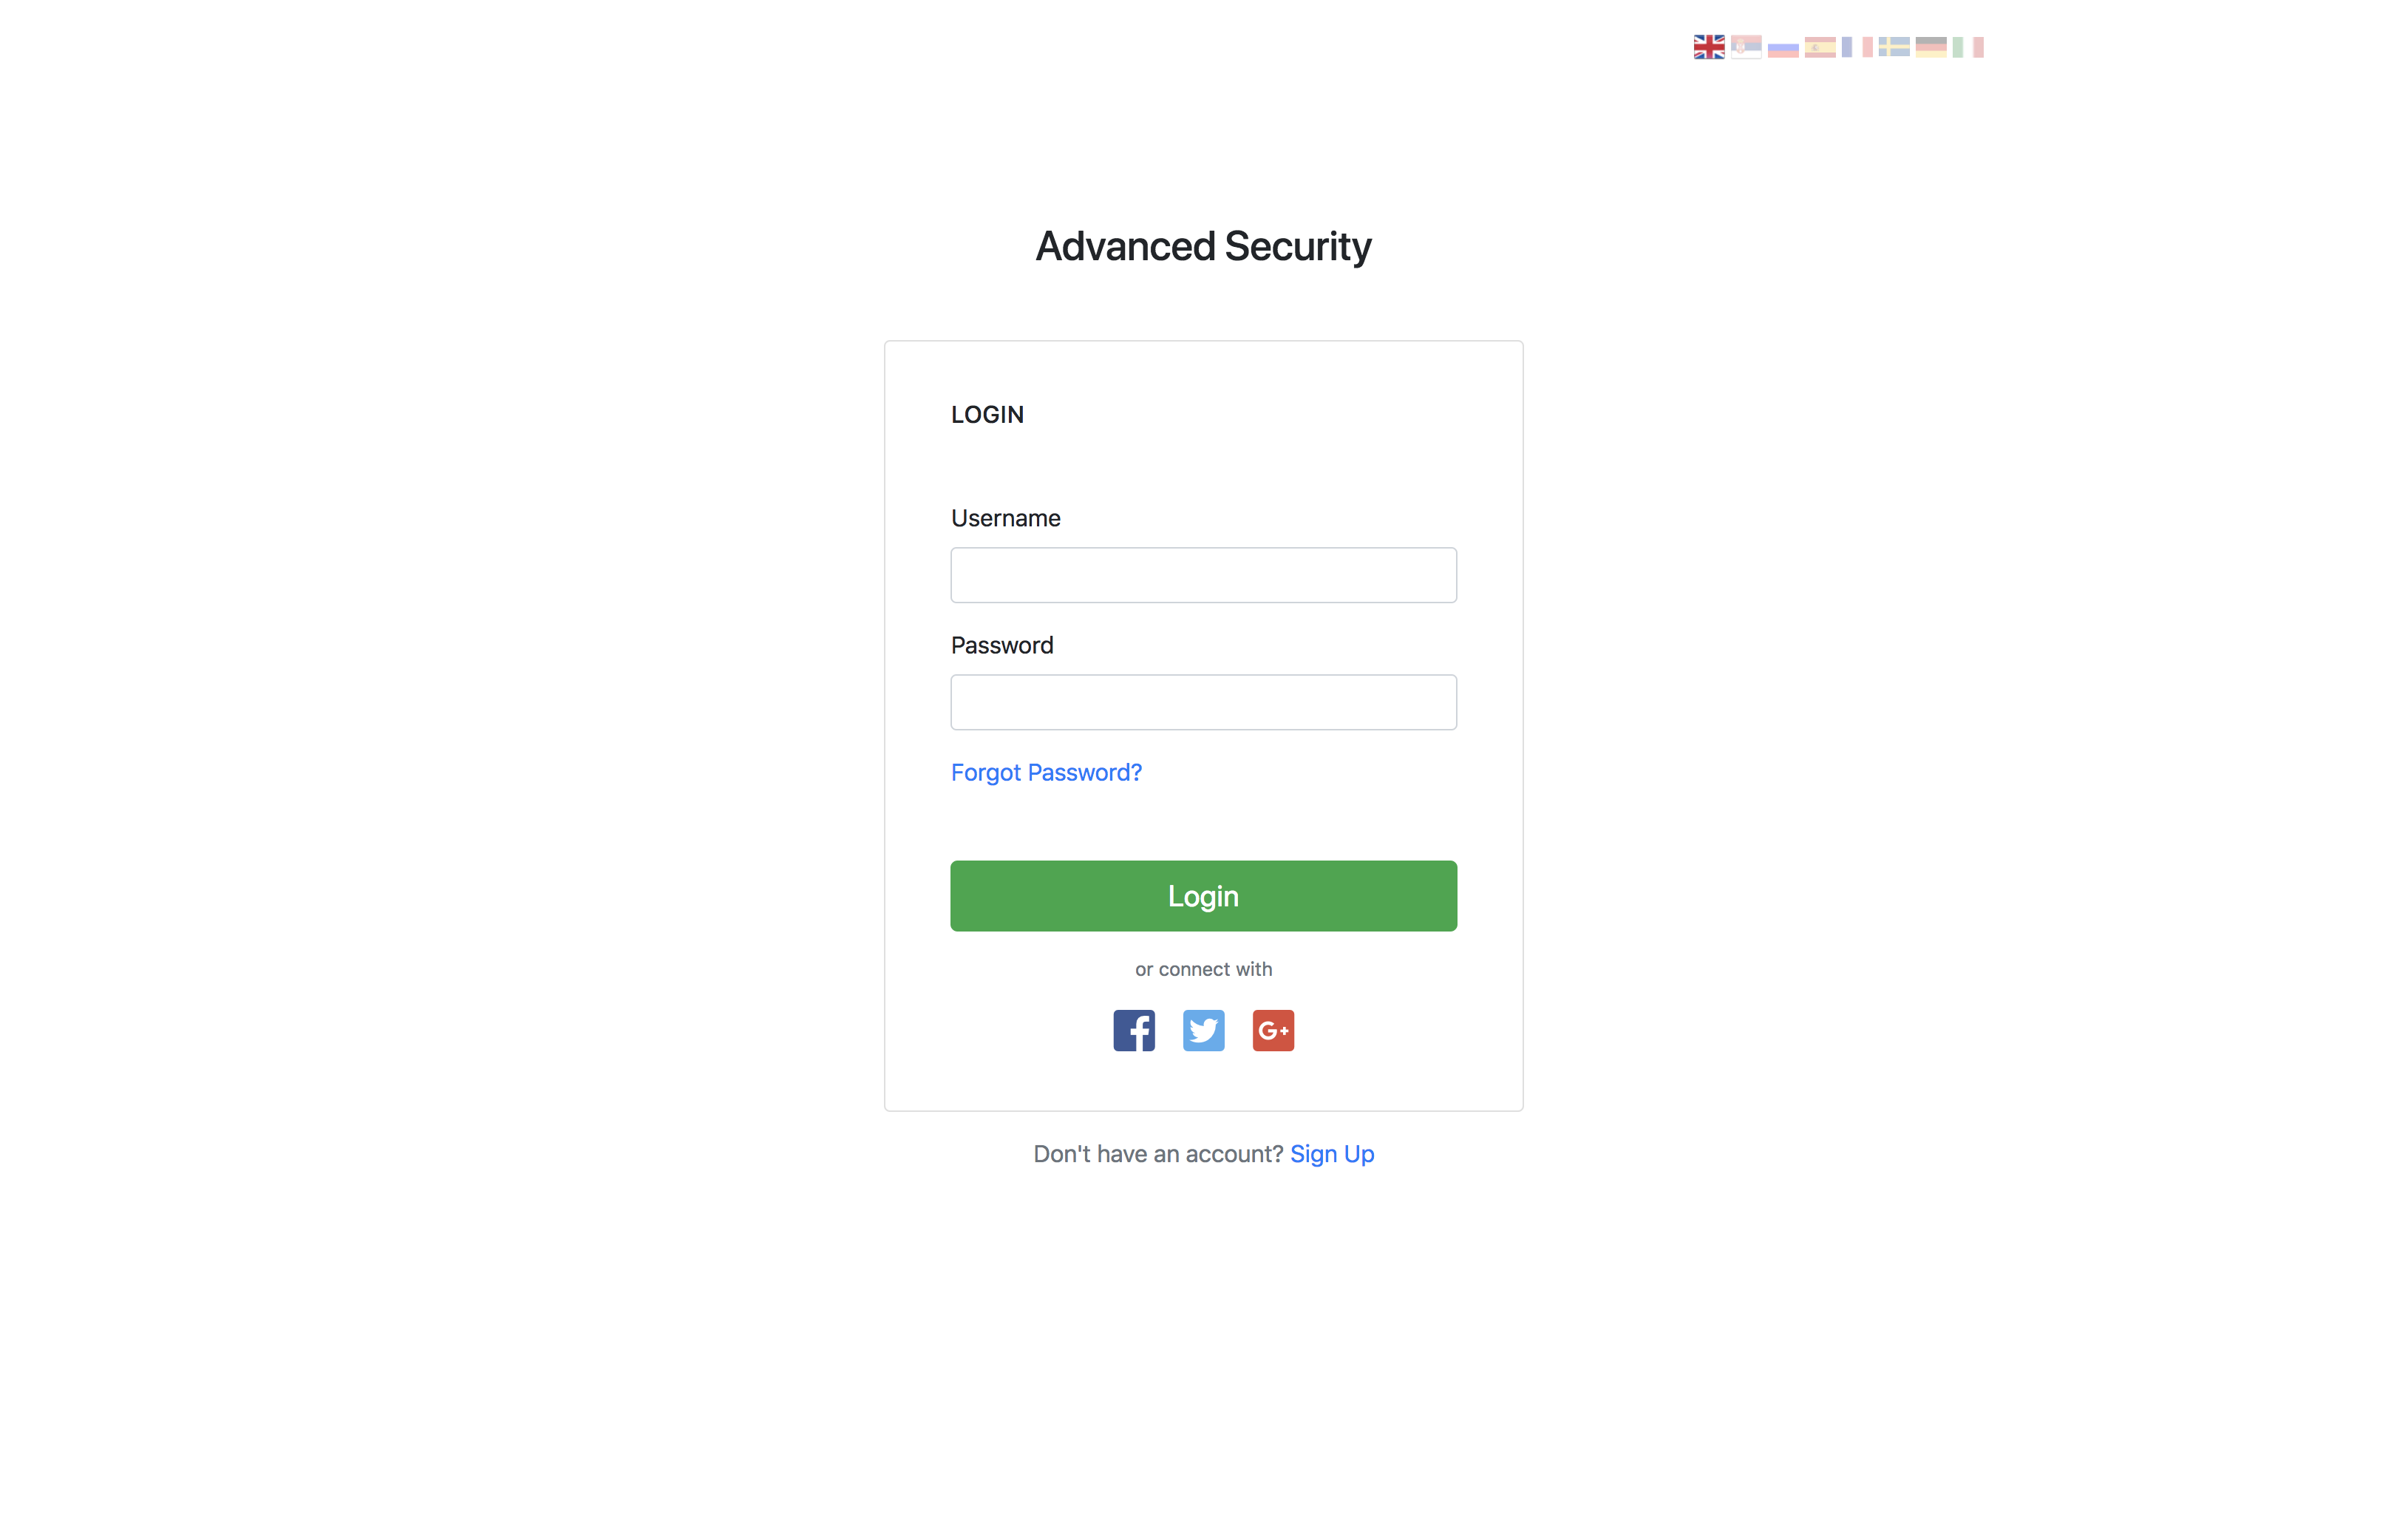 Advanced Security
LOGIN
Username
Password
Forgot Password?
Login
or connect with
G+
Don't have an account? Sign Up